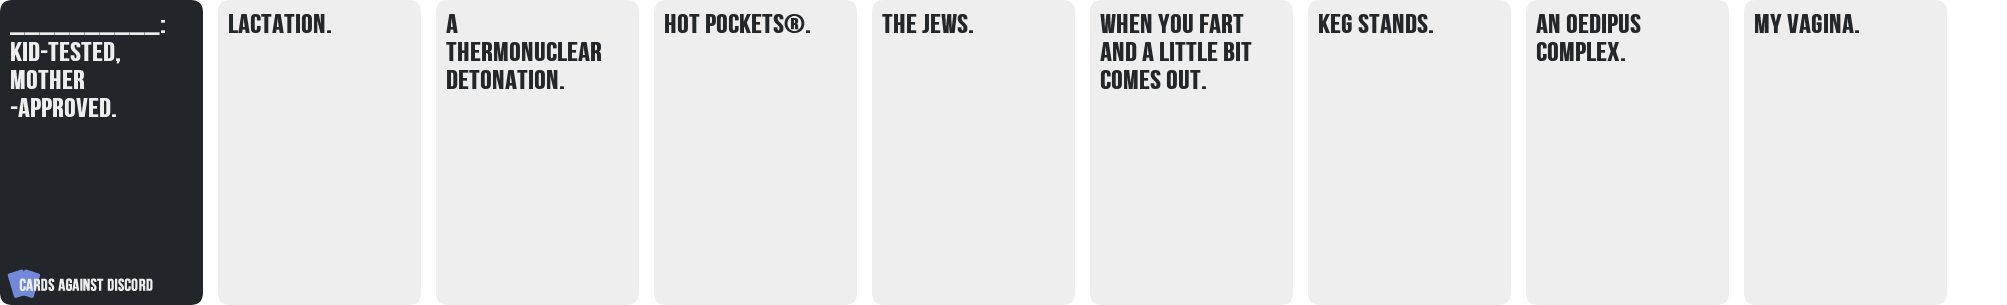 __________:
KID-TESTED,
MOTHER
-APPROVED.
CARDS AGAINST DISCORD
LACTATION.
A
THERMONUCLEAR
DETONATION.
HOT POCKETS®.
THE JEWS.
WHEN YOU FART
AND A LITTLE BIT
COMES OUT.
KEG STANDS.
AN OEDIPUS
COMPLEX.
MY VAGINA.